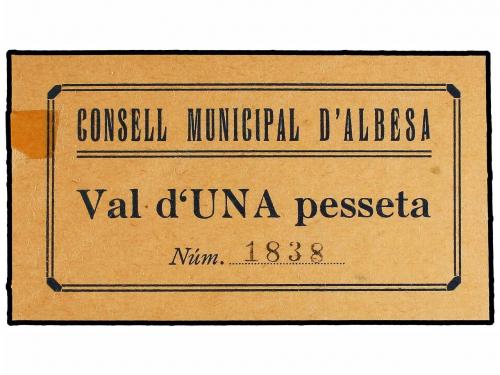 CONSELL MUNICIPAL D'ALBESA
Val d‘UNA pesseta
Núm. 1838